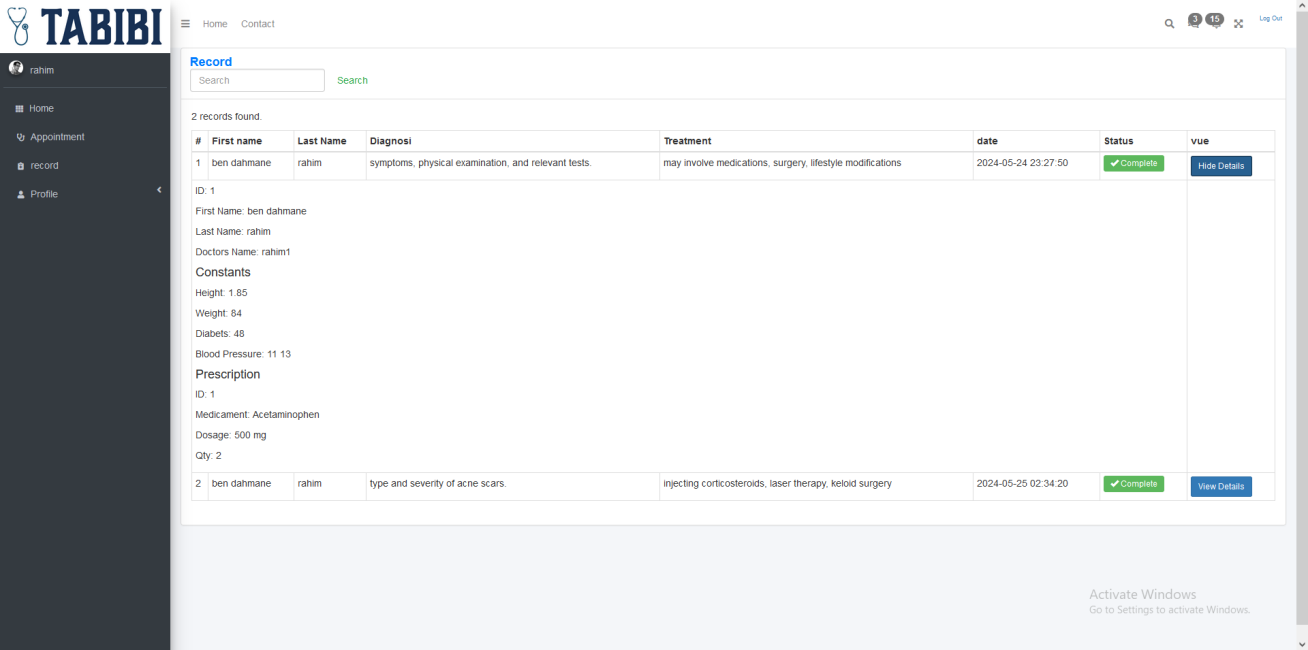 TABIBI
Home Contact
3 15
Log Out
rahim
Home
Appointment
record
Profile
Record
Search Search
2 records found.
# First name Last Name Diagnosi Treatment date Status vue
1 ben dahmane rahim symptoms, physical examination, and relevant tests. may involve medications, surgery, lifestyle modifications 2024-05-24 23:27:50 Complete Hide Details
ID: 1
First Name: ben dahmane
Last Name: rahim
Doctors Name: rahim1
Constants
Height: 1.85
Weight: 84
Diabets: 48
Blood Pressure: 11 13
Prescription
ID: 1
Medicament: Acetaminophen
Dosage: 500 mg
Qty: 2
2 ben dahmane rahim type and severity of acne scars. injecting corticosteroids, laser therapy, keloid surgery 2024-05-25 02:34:20 Complete View Details
Activate Windows
Go to Settings to activate Windows.